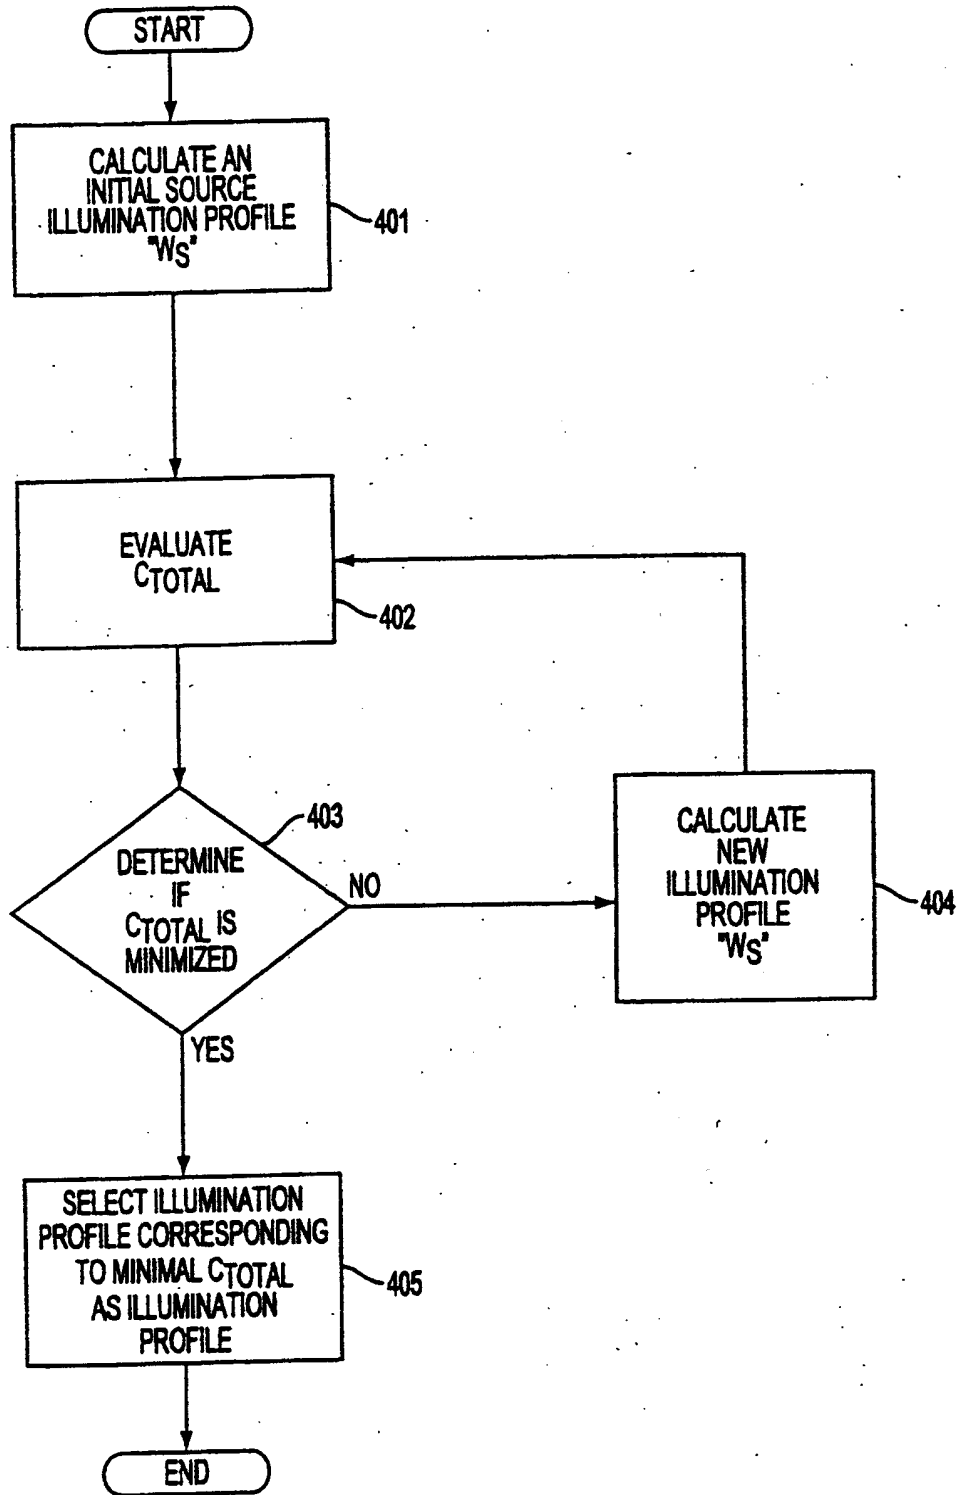 START
CALCULATE AN
INITIAL SOURCE
ILLUMINATION PROFILE
"WS"
401
EVALUATE
CTOTAL
402
403
DETERMINE
IF
CTOTAL IS
MINIMIZED
NO
CALCULATE
NEW
ILLUMINATION
PROFILE
"WS"
404
YES
SELECT ILLUMINATION
PROFILE CORRESPONDING
TO MINIMAL CTOTAL
AS ILLUMINATION
PROFILE
405
END